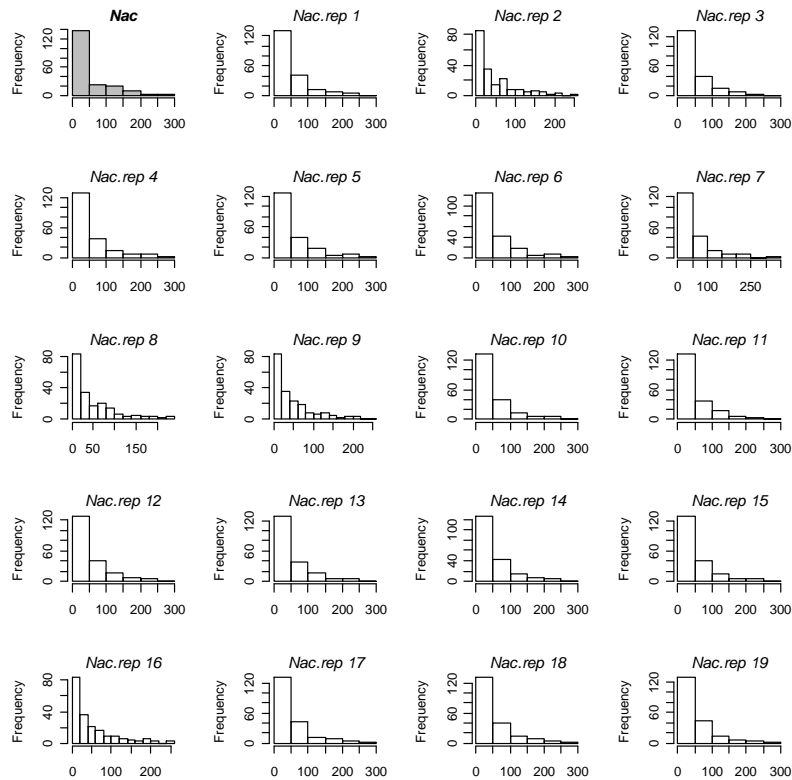 Nac
Frequency
0 60 120
0 100 200 300
Nac.rep 1
Frequency
0 60 120
0 100 200 300
Nac.rep 2
Frequency
0 40 80
0 100 200
Nac.rep 3
Frequency
0 60 120
0 100 200 300
Nac.rep 4
Frequency
0 60 120
0 100 200 300
Nac.rep 5
Frequency
0 60 120
0 100 200 300
Nac.rep 6
Frequency
0 40 100
0 100 200 300
Nac.rep 7
Frequency
0 60 120
0 100 250
Nac.rep 8
Frequency
0 40 80
0 50 150
Nac.rep 9
Frequency
0 40 80
0 100 200
Nac.rep 10
Frequency
0 60 120
0 100 200 300
Nac.rep 11
Frequency
0 60 120
0 100 200 300
Nac.rep 12
Frequency
0 60 120
0 100 200 300
Nac.rep 13
Frequency
0 60 120
0 100 200 300
Nac.rep 14
Frequency
0 40 100
0 100 200 300
Nac.rep 15
Frequency
0 60 120
0 100 200 300
Nac.rep 16
Frequency
0 40 80
0 100 200
Nac.rep 17
Frequency
0 60 120
0 100 200 300
Nac.rep 18
Frequency
0 60 120
0 100 200 300
Nac.rep 19
Frequency
0 60 120
0 100 200 300